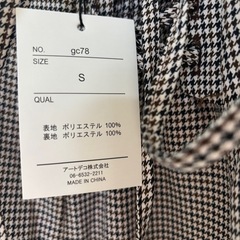 NO. gc78
SIZE
S
QUAL
表地 ポリエステル 100%
裏地 ポリエステル 100%
アートデコ株式会社
06-6532-2211
MADE IN CHINA